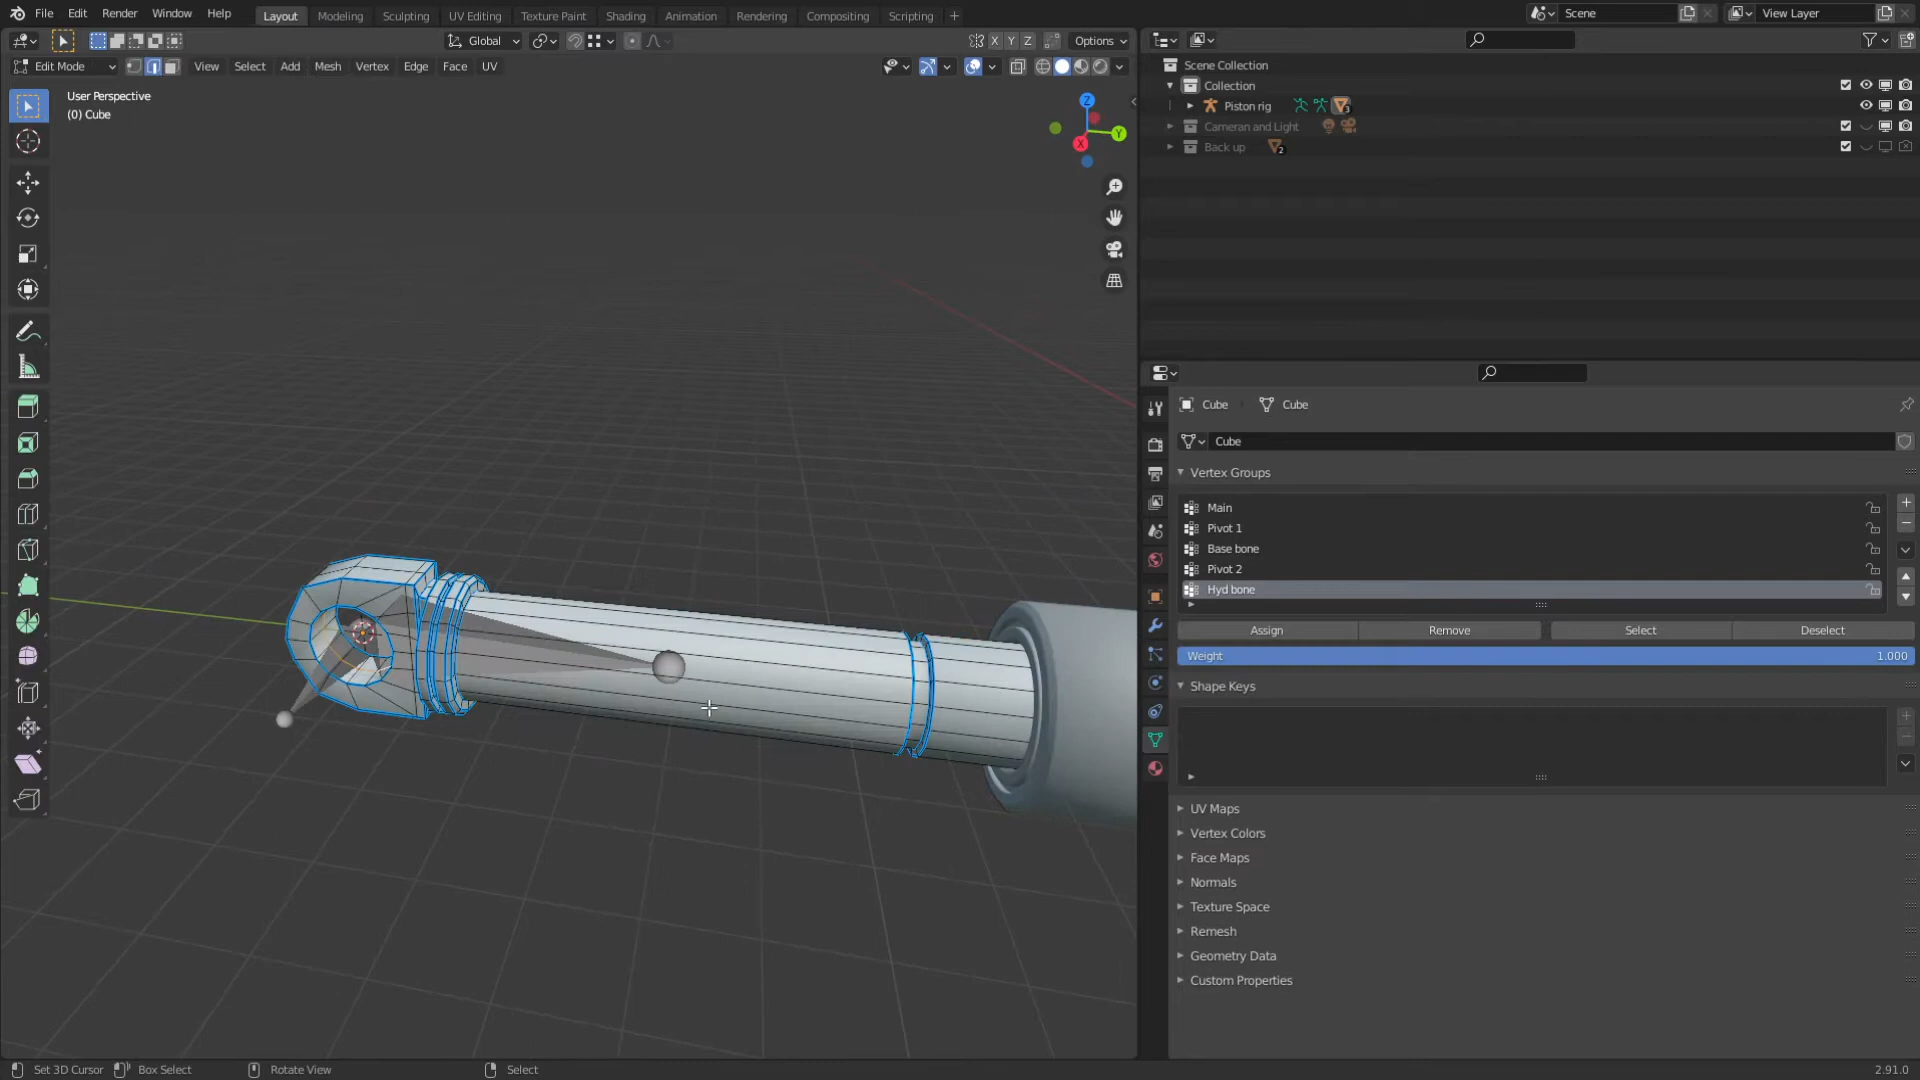 File Edit Render Window Help Layout Modeling Sculpting UV Editing Texture Paint Shading Animation Rendering Compositing Scripting + Scene View Layer
Global X Y Z Options
Edit Mode View Select Add Mesh Vertex Edge Face UV
User Perspective
(0) Cube
Z
Y
X
Scene Collection
Collection
Piston rig 3
Cameran and Light
Back up 2
Cube Cube
Cube
Vertex Groups
Main
Pivot 1
Base bone
Pivot 2
Hyd bone
Assign Remove Select Deselect
Weight 1.000
Shape Keys
UV Maps
Vertex Colors
Face Maps
Normals
Texture Space
Remesh
Geometry Data
Custom Properties
Set 3D Cursor Box Select Rotate View Select 2.91.0